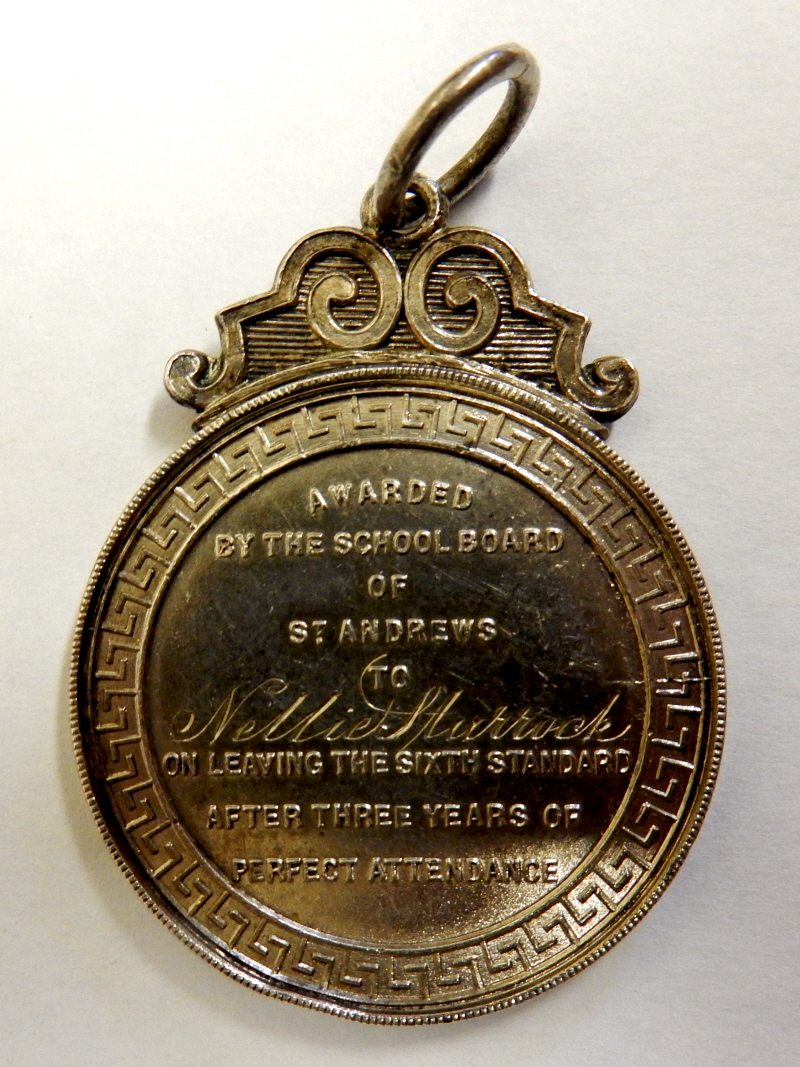 AWARDED
BY THE SCHOOL BOARD
OF
ST ANDREWS
TO
Nellie Sturrock
ON LEAVING THE SIXTH STANDARD
AFTER THREE YEARS OF
PERFECT ATTENDANCE